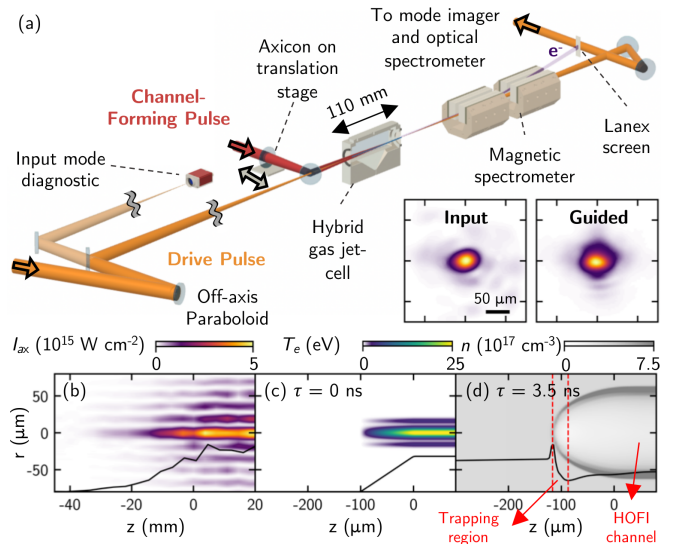 (a)
To mode imager
and optical
spectrometer
e-
Axicon on
translation
stage
Channel-
Forming Pulse
110 mm
Input mode
diagnostic
Lanex
screen
Magnetic
spectrometer
Hybrid
gas jet-
cell
Drive Pulse
Off-axis
Paraboloid
Input
Guided
50 µm
I_ax (10^15 W cm^-2)
0 5
T_e (eV)
0 25
n (10^17 cm^-3)
0 7.5
(b)
(c) τ = 0 ns
(d) τ = 3.5 ns
r (µm)
50
0
-50
-40 -20 0 20
z (mm)
-200 -100 0
z (µm)
-200 -100 0
z (µm)
Trapping
region
HOFI
channel